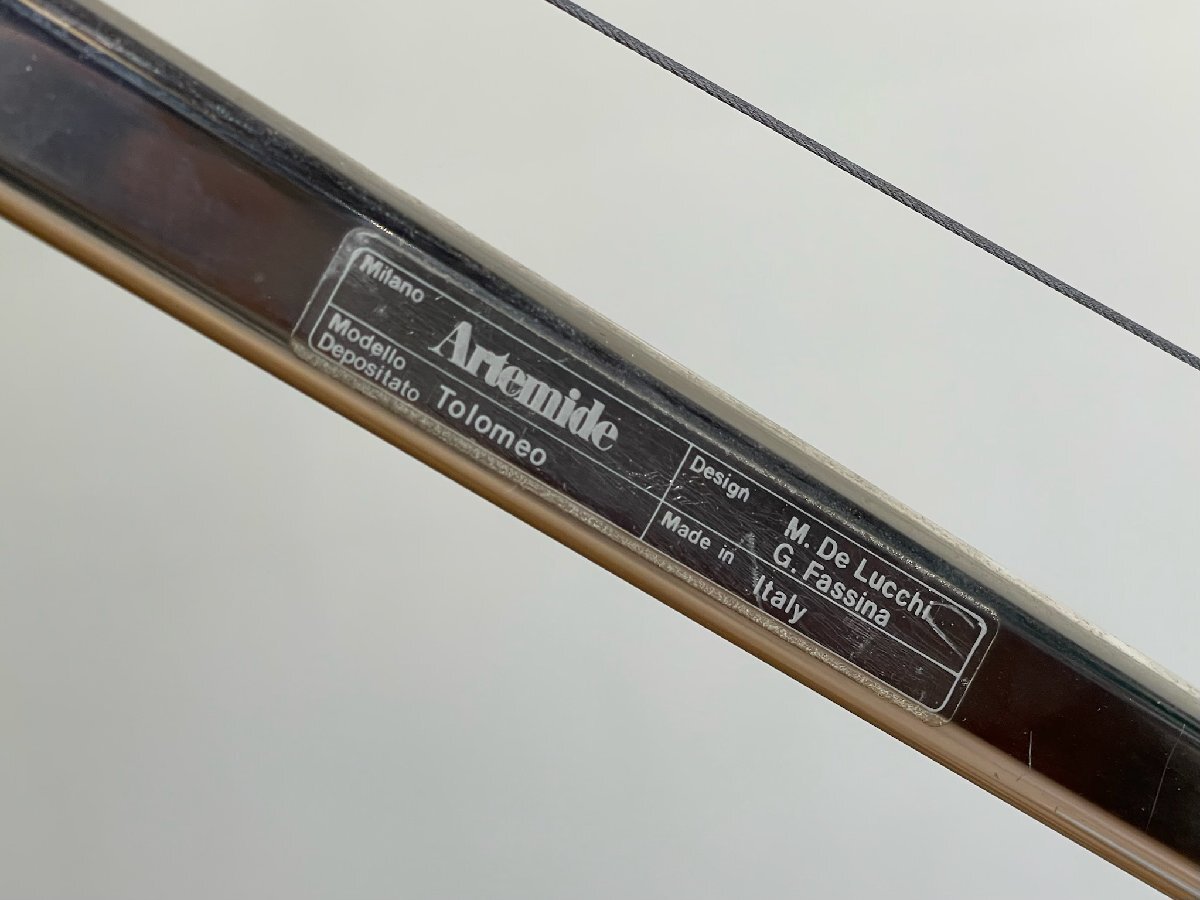 Milano
Artemide
Modello
Depositato
Tolomeo
Design
M. De Lucchi
G. Fassina
Made in
Italy